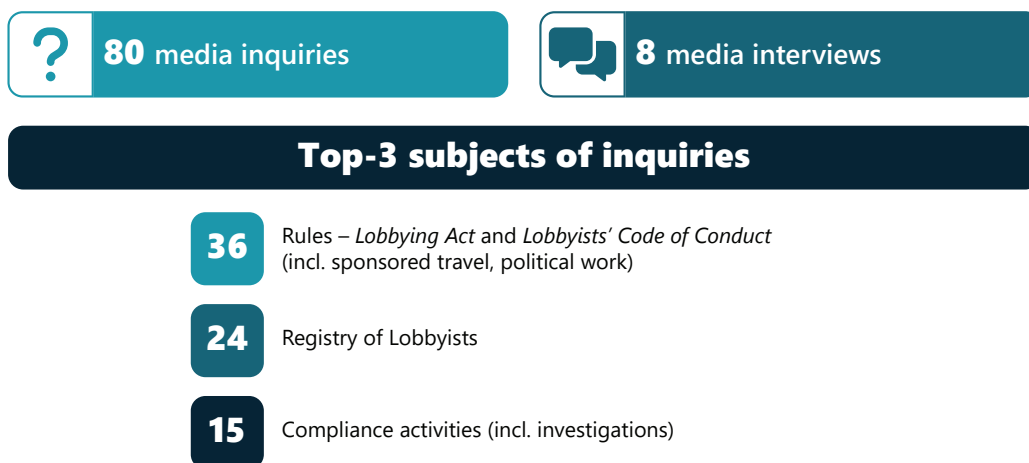 ?
80 media inquiries
8 media interviews
Top-3 subjects of inquiries
36
Rules – Lobbying Act and Lobbyists’ Code of Conduct
(incl. sponsored travel, political work)
24
Registry of Lobbyists
15
Compliance activities (incl. investigations)